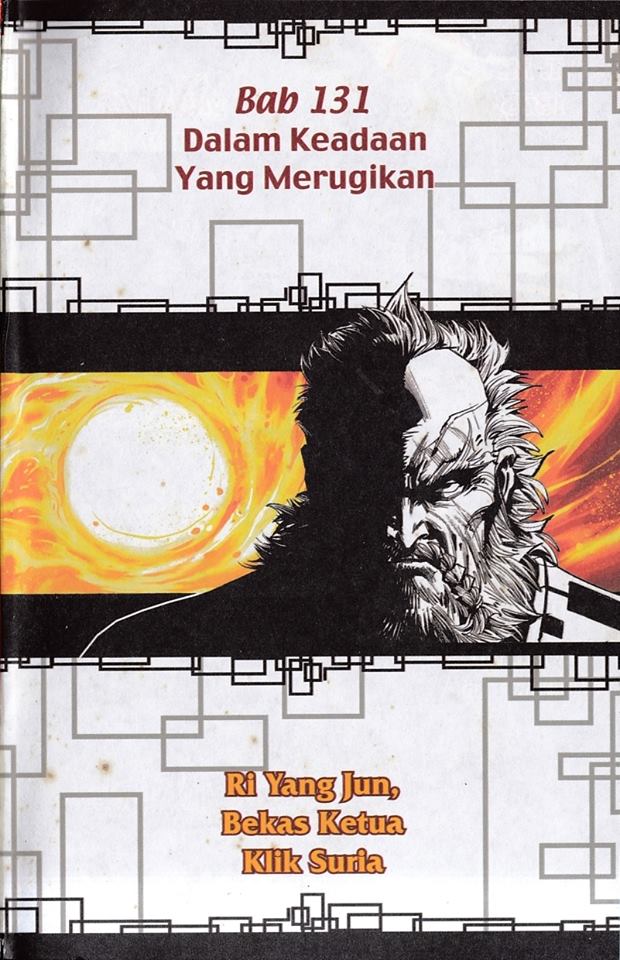 Bab 131
Dalam Keadaan
Yang Merugikan
Ri Yang Jun,
Bekas Ketua
Klik Suria